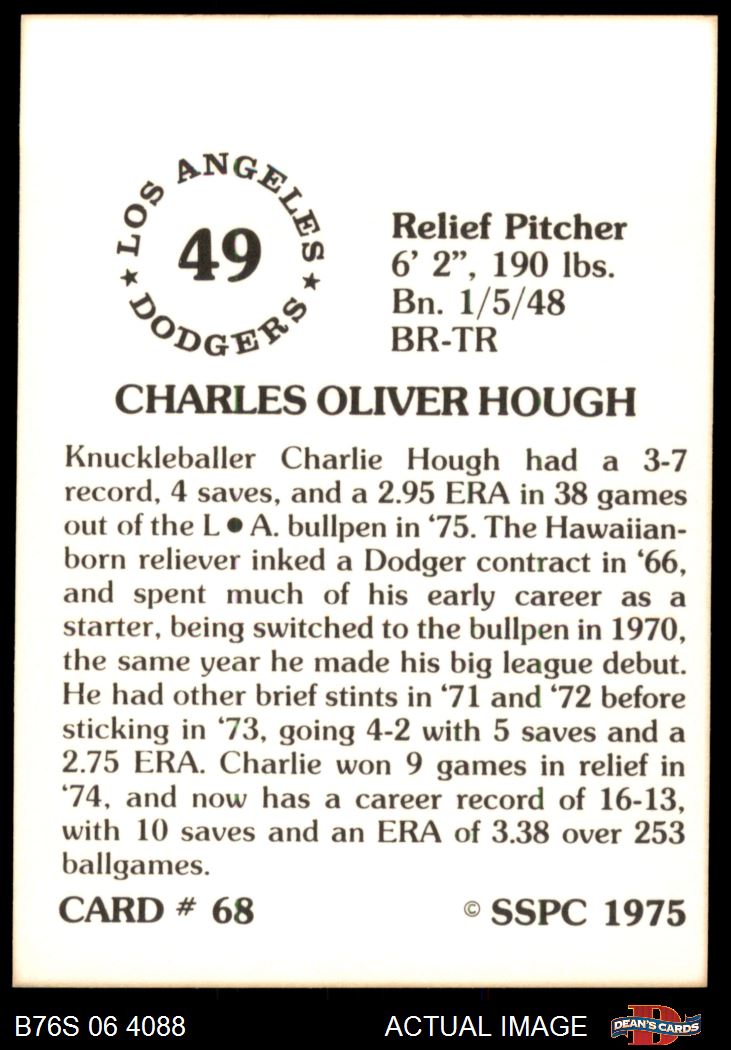 ★ LOS ANGELES ★
DODGERS
49
Relief Pitcher
6’ 2”, 190 lbs.
Bn. 1/5/48
BR-TR
CHARLES OLIVER HOUGH
Knuckleballer Charlie Hough had a 3-7
record, 4 saves, and a 2.95 ERA in 38 games
out of the L ● A. bullpen in ‘75. The Hawaiian-
born reliever inked a Dodger contract in ‘66,
and spent much of his early career as a
starter, being switched to the bullpen in 1970,
the same year he made his big league debut.
He had other brief stints in ‘71 and ‘72 before
sticking in ‘73, going 4-2 with 5 saves and a
2.75 ERA. Charlie won 9 games in relief in
‘74, and now has a career record of 16-13,
with 10 saves and an ERA of 3.38 over 253
ballgames.
CARD # 68 © SSPC 1975
B76S 06 4088 ACTUAL IMAGE D DEAN'S CARDS